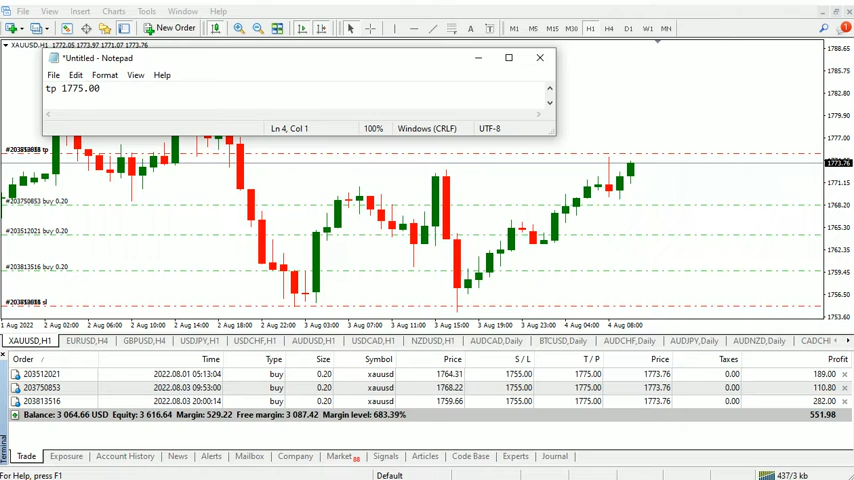 File View Insert Charts Tools Window Help
New Order M1 M5 M15 M30 H1 H4 D1 W1 MN
XAUUSD,H1 1772.05 1773.97 1771.07 1773.76
*Untitled - Notepad
File Edit Format View Help
tp 1775.00
Ln 4, Col 1 100% Windows (CRLF) UTF-8
1788.65
1785.75
1782.80
1779.90
1777.00
1773.76
1771.15
1768.20
1765.30
1762.35
1759.45
1756.50
1753.60
tp
#203750853 buy 0.20
#203512021 buy 0.20
#203813516 buy 0.20
sl
1 Aug 2022 2 Aug 02:00 2 Aug 06:00 2 Aug 10:00 2 Aug 14:00 2 Aug 18:00 3 Aug 03:00 3 Aug 07:00 3 Aug 11:00 3 Aug 15:00 3 Aug 19:00 3 Aug 23:00 4 Aug 04:00 4 Aug 08:00
XAUUSD,H1 EURUSD,H4 GBPUSD,H4 USDJPY,H1 USDCHF,H1 AUDUSD,H1 USDCAD,H1 NZDUSD,H1 AUDCAD,Daily BTCUSD,Daily AUDCHF,Daily AUDJPY,Daily AUDNZD,Daily CADCHI
Order Time Type Size Symbol Price S / L T / P Price Taxes Profit
203512021 2022.08.01 05:13:04 buy 0.20 xauusd 1764.31 1755.00 1775.00 1773.76 0.00 189.00
203750853 2022.08.03 09:53:00 buy 0.20 xauusd 1768.22 1755.00 1775.00 1773.76 0.00 110.80
203813516 2022.08.03 20:00:14 buy 0.20 xauusd 1759.66 1755.00 1775.00 1773.76 0.00 282.00
Balance: 3 064.66 USD Equity: 3 616.64 Margin: 529.22 Free margin: 3 087.42 Margin level: 683.39% 551.98
Terminal
Trade Exposure Account History News Alerts Mailbox Company Market 88 Signals Articles Code Base Experts Journal
For Help, press F1 Default 437/3 kb